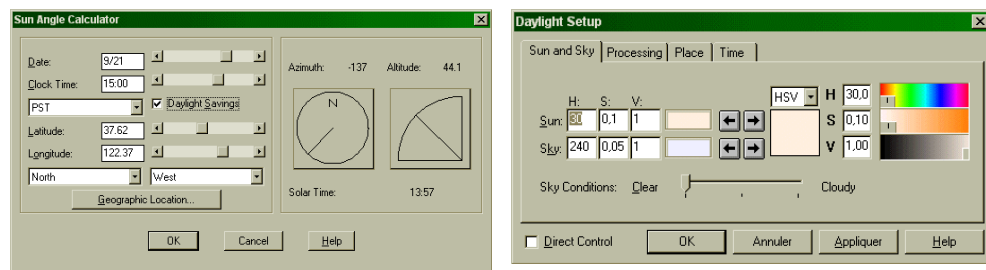 Sun Angle Calculator
Date: 9/21
Clock Time: 15:00
PST Daylight Savings
Latitude: 37.62
Longitude: 122.37
North West
Geographic Location...
Azimuth: -137 Altitude: 44.1
N
Solar Time: 13:57
OK Cancel Help
Daylight Setup
Sun and Sky Processing Place Time
H: S: V:
Sun: 30 0,1 1
Sky: 240 0,05 1
HSV H 30,0
S 0,10
V 1,00
Sky Conditions: Clear Cloudy
Direct Control OK Annuler Appliquer Help